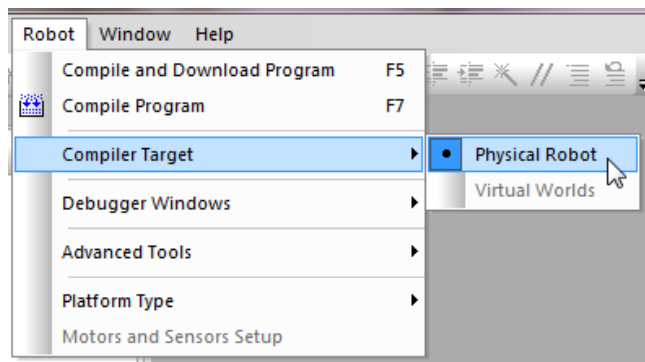 Robot Window Help
Compile and Download Program F5
Compile Program F7
Compiler Target
Physical Robot
Virtual Worlds
Debugger Windows
Advanced Tools
Platform Type
Motors and Sensors Setup